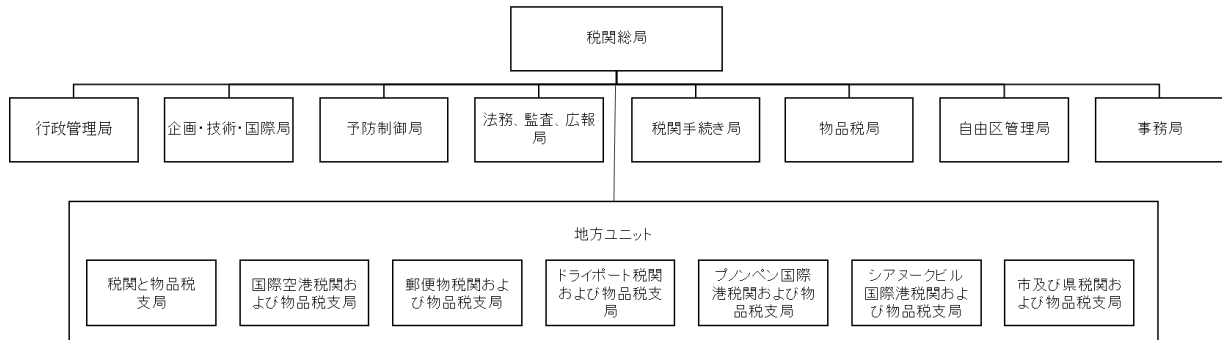 税関総局
行政管理局
企画・技術・国際局
予防制御局
法務、監査、広報
局
税関手続き局
物品税局
自由区管理局
事務局
地方ユニット
税関と物品税
支局
国際空港税関お
よび物品税支局
郵便物税関およ
び物品税支局
ドライポート税関
および物品税支
局
プノンペン国際
港税関および物
品税支局
シアヌークビル
国際港税関およ
び物品税支局
市及び県税関お
よび物品税支局